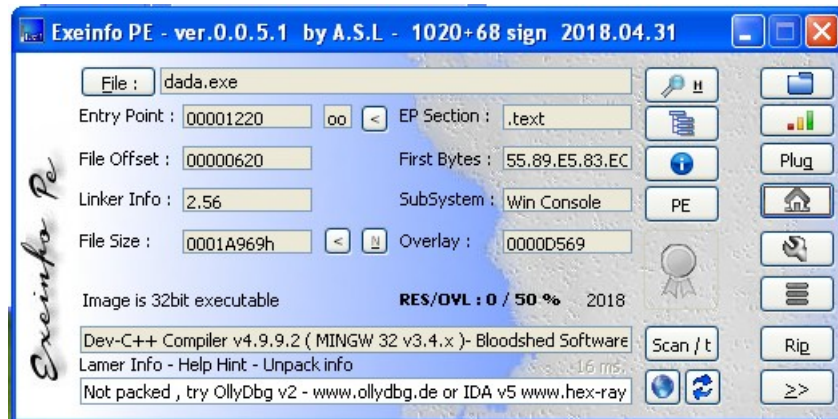 Exeinfo PE - ver.0.0.5.1 by A.S.L - 1020+68 sign 2018.04.31
File : dada.exe H
Entry Point : 00001220 oo < EP Section : .text
File Offset : 00000620 First Bytes : 55.89.E5.83.EC Plug
Linker Info : 2.56 SubSystem : Win Console PE
File Size : 0001A969h < N Overlay : 0000D569
Image is 32bit executable RES/OVL : 0 / 50 % 2018
Dev-C++ Compiler v4.9.9.2 ( MINGW 32 v3.4.x )- Bloodshed Software Scan / t Rip
Lamer Info - Help Hint - Unpack info 16 ms.
Not packed , try OllyDbg v2 - www.ollydbg.de or IDA v5 www.hex-ray >>
Exeinfo Pe